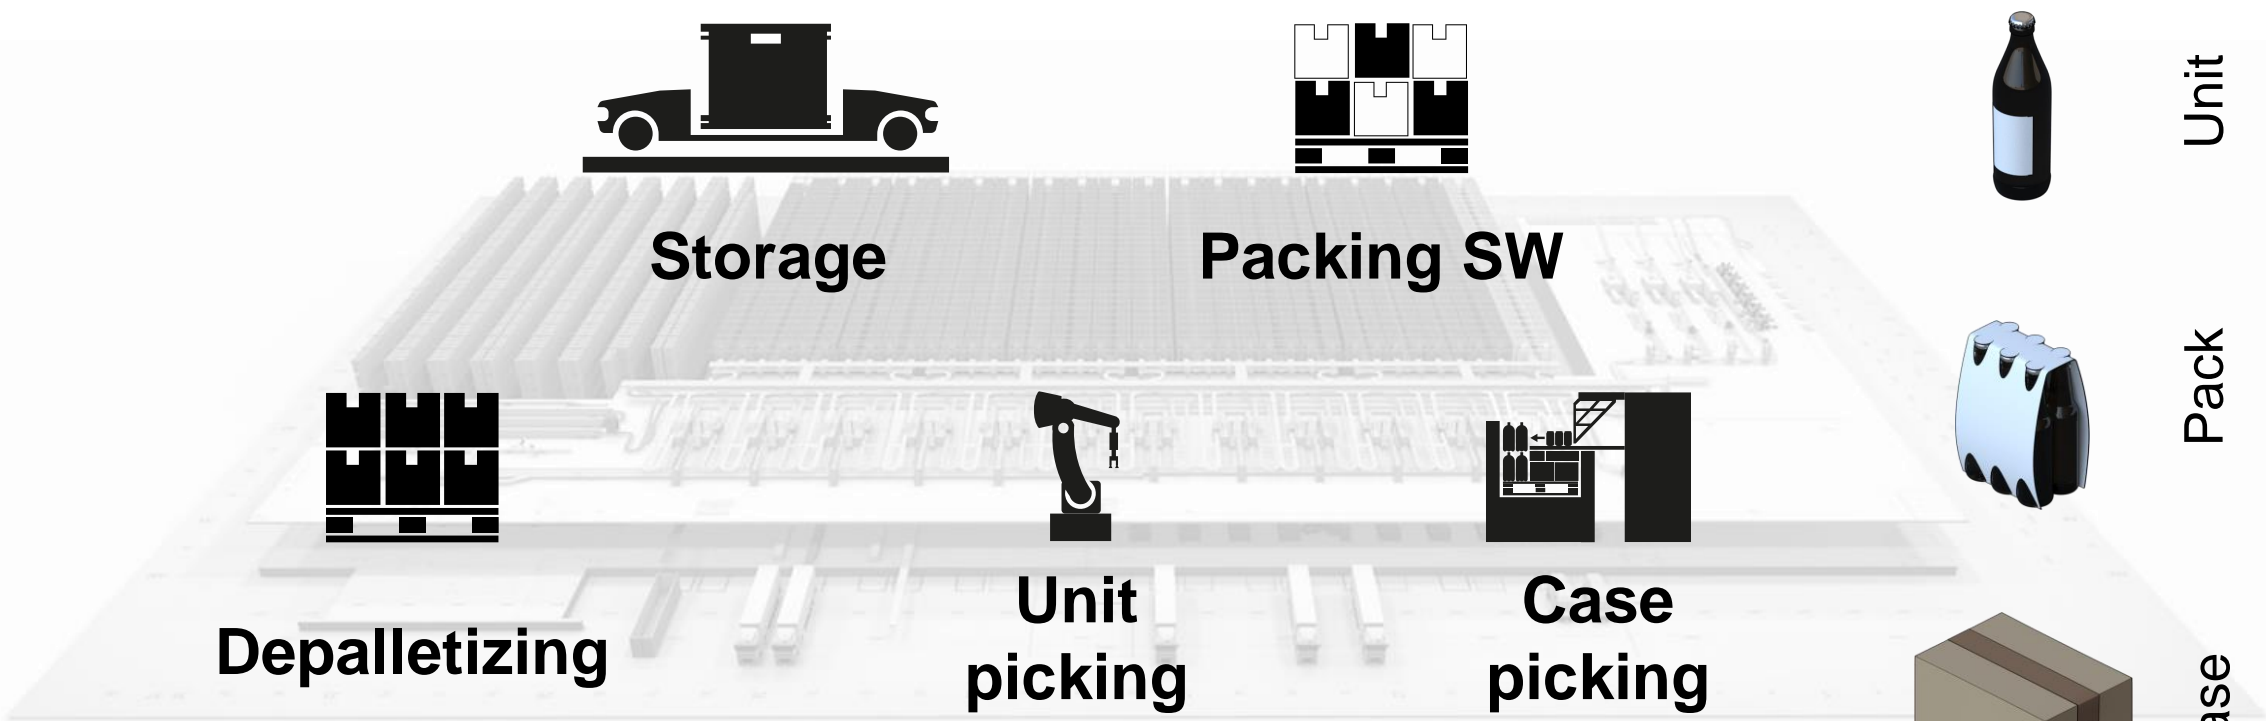 Storage
Packing SW
Depalletizing
Unit
picking
Case
picking
Unit
Pack